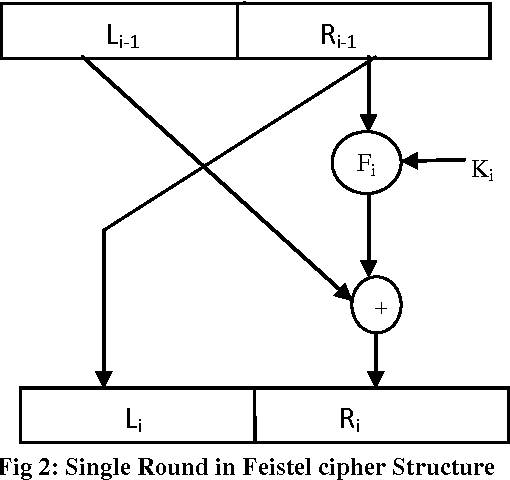 Li-1 Ri-1
Fi
Ki
+
Li Ri
Fig 2: Single Round in Feistel cipher Structure